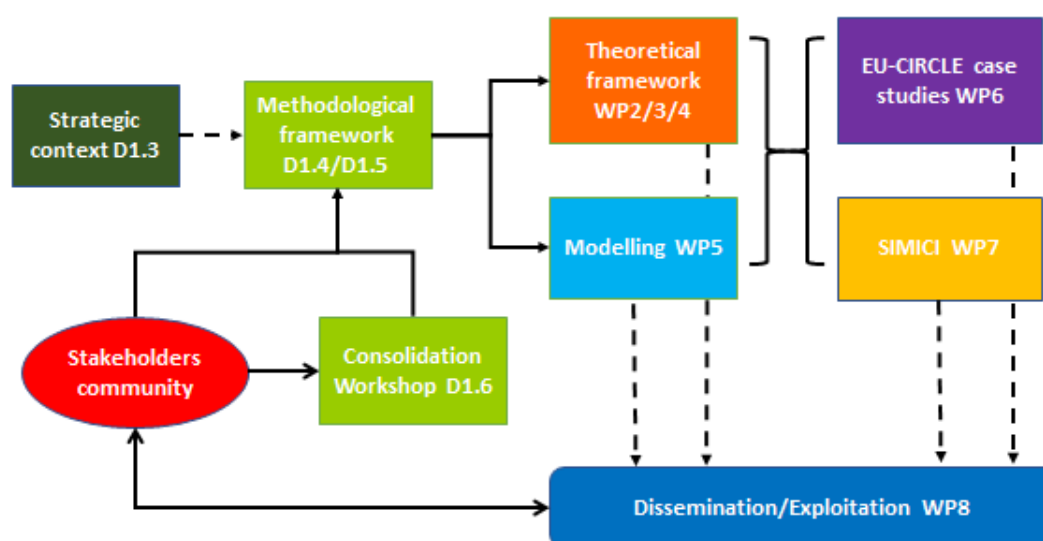 Strategic
context D1.3
Methodological
framework
D1.4/D1.5
Theoretical
framework
WP2/3/4
EU-CIRCLE case
studies WP6
Modelling WP5
SIMICI WP7
Stakeholders
community
Consolidation
Workshop D1.6
Dissemination/Exploitation WP8